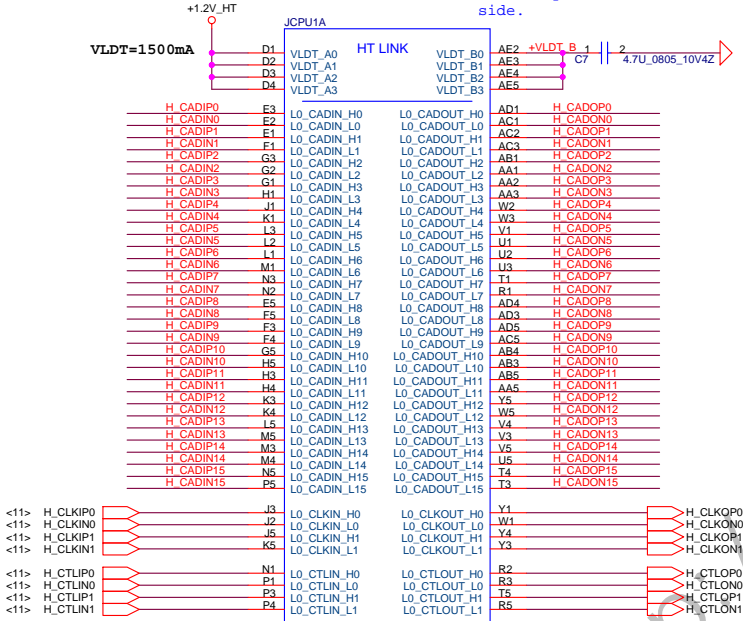 side.
+1.2V_HT
JCPU1A
VLDT=1500mA
HT LINK
D1 VLDT_A0 VLDT_B0 AE2 +VLDT_B 1 2
D2 VLDT_A1 VLDT_B1 AE3 C7 4.7U_0805_10V4Z
D3 VLDT_A2 VLDT_B2 AE4
D4 VLDT_A3 VLDT_B3 AE5
H_CADIP0 E3 L0_CADIN_H0 L0_CADOUT_H0 AD1 H_CADOP0
H_CADIN0 E2 L0_CADIN_L0 L0_CADOUT_L0 AC1 H_CADON0
H_CADIP1 E1 L0_CADIN_H1 L0_CADOUT_H1 AC2 H_CADOP1
H_CADIN1 F1 L0_CADIN_L1 L0_CADOUT_L1 AC3 H_CADON1
H_CADIP2 G3 L0_CADIN_H2 L0_CADOUT_H2 AB1 H_CADOP2
H_CADIN2 G2 L0_CADIN_L2 L0_CADOUT_L2 AA1 H_CADON2
H_CADIP3 G1 L0_CADIN_H3 L0_CADOUT_H3 AA2 H_CADOP3
H_CADIN3 H1 L0_CADIN_L3 L0_CADOUT_L3 AA3 H_CADON3
H_CADIP4 J1 L0_CADIN_H4 L0_CADOUT_H4 W2 H_CADOP4
H_CADIN4 K1 L0_CADIN_L4 L0_CADOUT_L4 W3 H_CADON4
H_CADIP5 L3 L0_CADIN_H5 L0_CADOUT_H5 V1 H_CADOP5
H_CADIN5 L2 L0_CADIN_L5 L0_CADOUT_L5 U1 H_CADON5
H_CADIP6 L1 L0_CADIN_H6 L0_CADOUT_H6 U2 H_CADOP6
H_CADIN6 M1 L0_CADIN_L6 L0_CADOUT_L6 U3 H_CADON6
H_CADIP7 N3 L0_CADIN_H7 L0_CADOUT_H7 T1 H_CADOP7
H_CADIN7 N2 L0_CADIN_L7 L0_CADOUT_L7 R1 H_CADON7
H_CADIP8 E5 L0_CADIN_H8 L0_CADOUT_H8 AD4 H_CADOP8
H_CADIN8 F5 L0_CADIN_L8 L0_CADOUT_L8 AD3 H_CADON8
H_CADIP9 F3 L0_CADIN_H9 L0_CADOUT_H9 AD5 H_CADOP9
H_CADIN9 F4 L0_CADIN_L9 L0_CADOUT_L9 AC5 H_CADON9
H_CADIP10 G5 L0_CADIN_H10 L0_CADOUT_H10 AB4 H_CADOP10
H_CADIN10 H5 L0_CADIN_L10 L0_CADOUT_L10 AB3 H_CADON10
H_CADIP11 H3 L0_CADIN_H11 L0_CADOUT_H11 AB5 H_CADOP11
H_CADIN11 H4 L0_CADIN_L11 L0_CADOUT_L11 AA5 H_CADON11
H_CADIP12 K3 L0_CADIN_H12 L0_CADOUT_H12 Y5 H_CADOP12
H_CADIN12 K4 L0_CADIN_L12 L0_CADOUT_L12 W5 H_CADON12
H_CADIP13 L5 L0_CADIN_H13 L0_CADOUT_H13 V4 H_CADOP13
H_CADIN13 M5 L0_CADIN_L13 L0_CADOUT_L13 V3 H_CADON13
H_CADIP14 M3 L0_CADIN_H14 L0_CADOUT_H14 V5 H_CADOP14
H_CADIN14 M4 L0_CADIN_L14 L0_CADOUT_L14 U5 H_CADON14
H_CADIP15 N5 L0_CADIN_H15 L0_CADOUT_H15 T4 H_CADOP15
H_CADIN15 P5 L0_CADIN_L15 L0_CADOUT_L15 T3 H_CADON15
<11> H_CLKIP0 J3 L0_CLKIN_H0 L0_CLKOUT_H0 Y1 H_CLKOP0
<11> H_CLKIN0 J2 L0_CLKIN_L0 L0_CLKOUT_L0 W1 H_CLKON0
<11> H_CLKIP1 J5 L0_CLKIN_H1 L0_CLKOUT_H1 Y4 H_CLKOP1
<11> H_CLKIN1 K5 L0_CLKIN_L1 L0_CLKOUT_L1 Y3 H_CLKON1
<11> H_CTLIP0 N1 L0_CTLIN_H0 L0_CTLOUT_H0 R2 H_CTLOP0
<11> H_CTLIN0 P1 L0_CTLIN_L0 L0_CTLOUT_L0 R3 H_CTLON0
<11> H_CTLIP1 P3 L0_CTLIN_H1 L0_CTLOUT_H1 T5 H_CTLOP1
<11> H_CTLIN1 P4 L0_CTLIN_L1 L0_CTLOUT_L1 R5 H_CTLON1